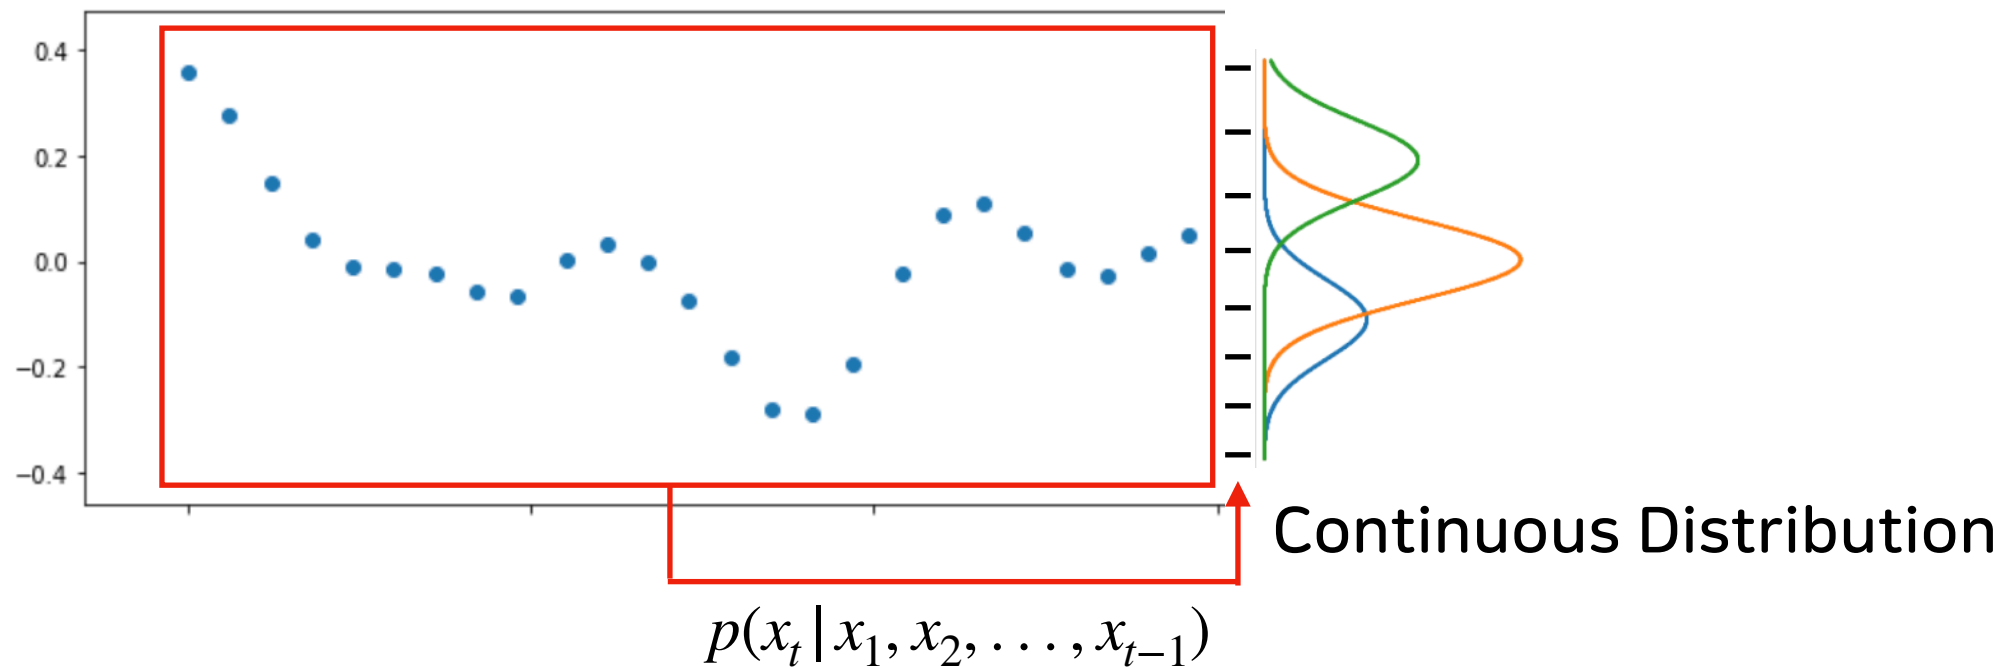 0.4
0.2
0.0
−0.2
−0.4
Continuous Distribution
p(x_t | x_1, x_2, . . . , x_{t−1})